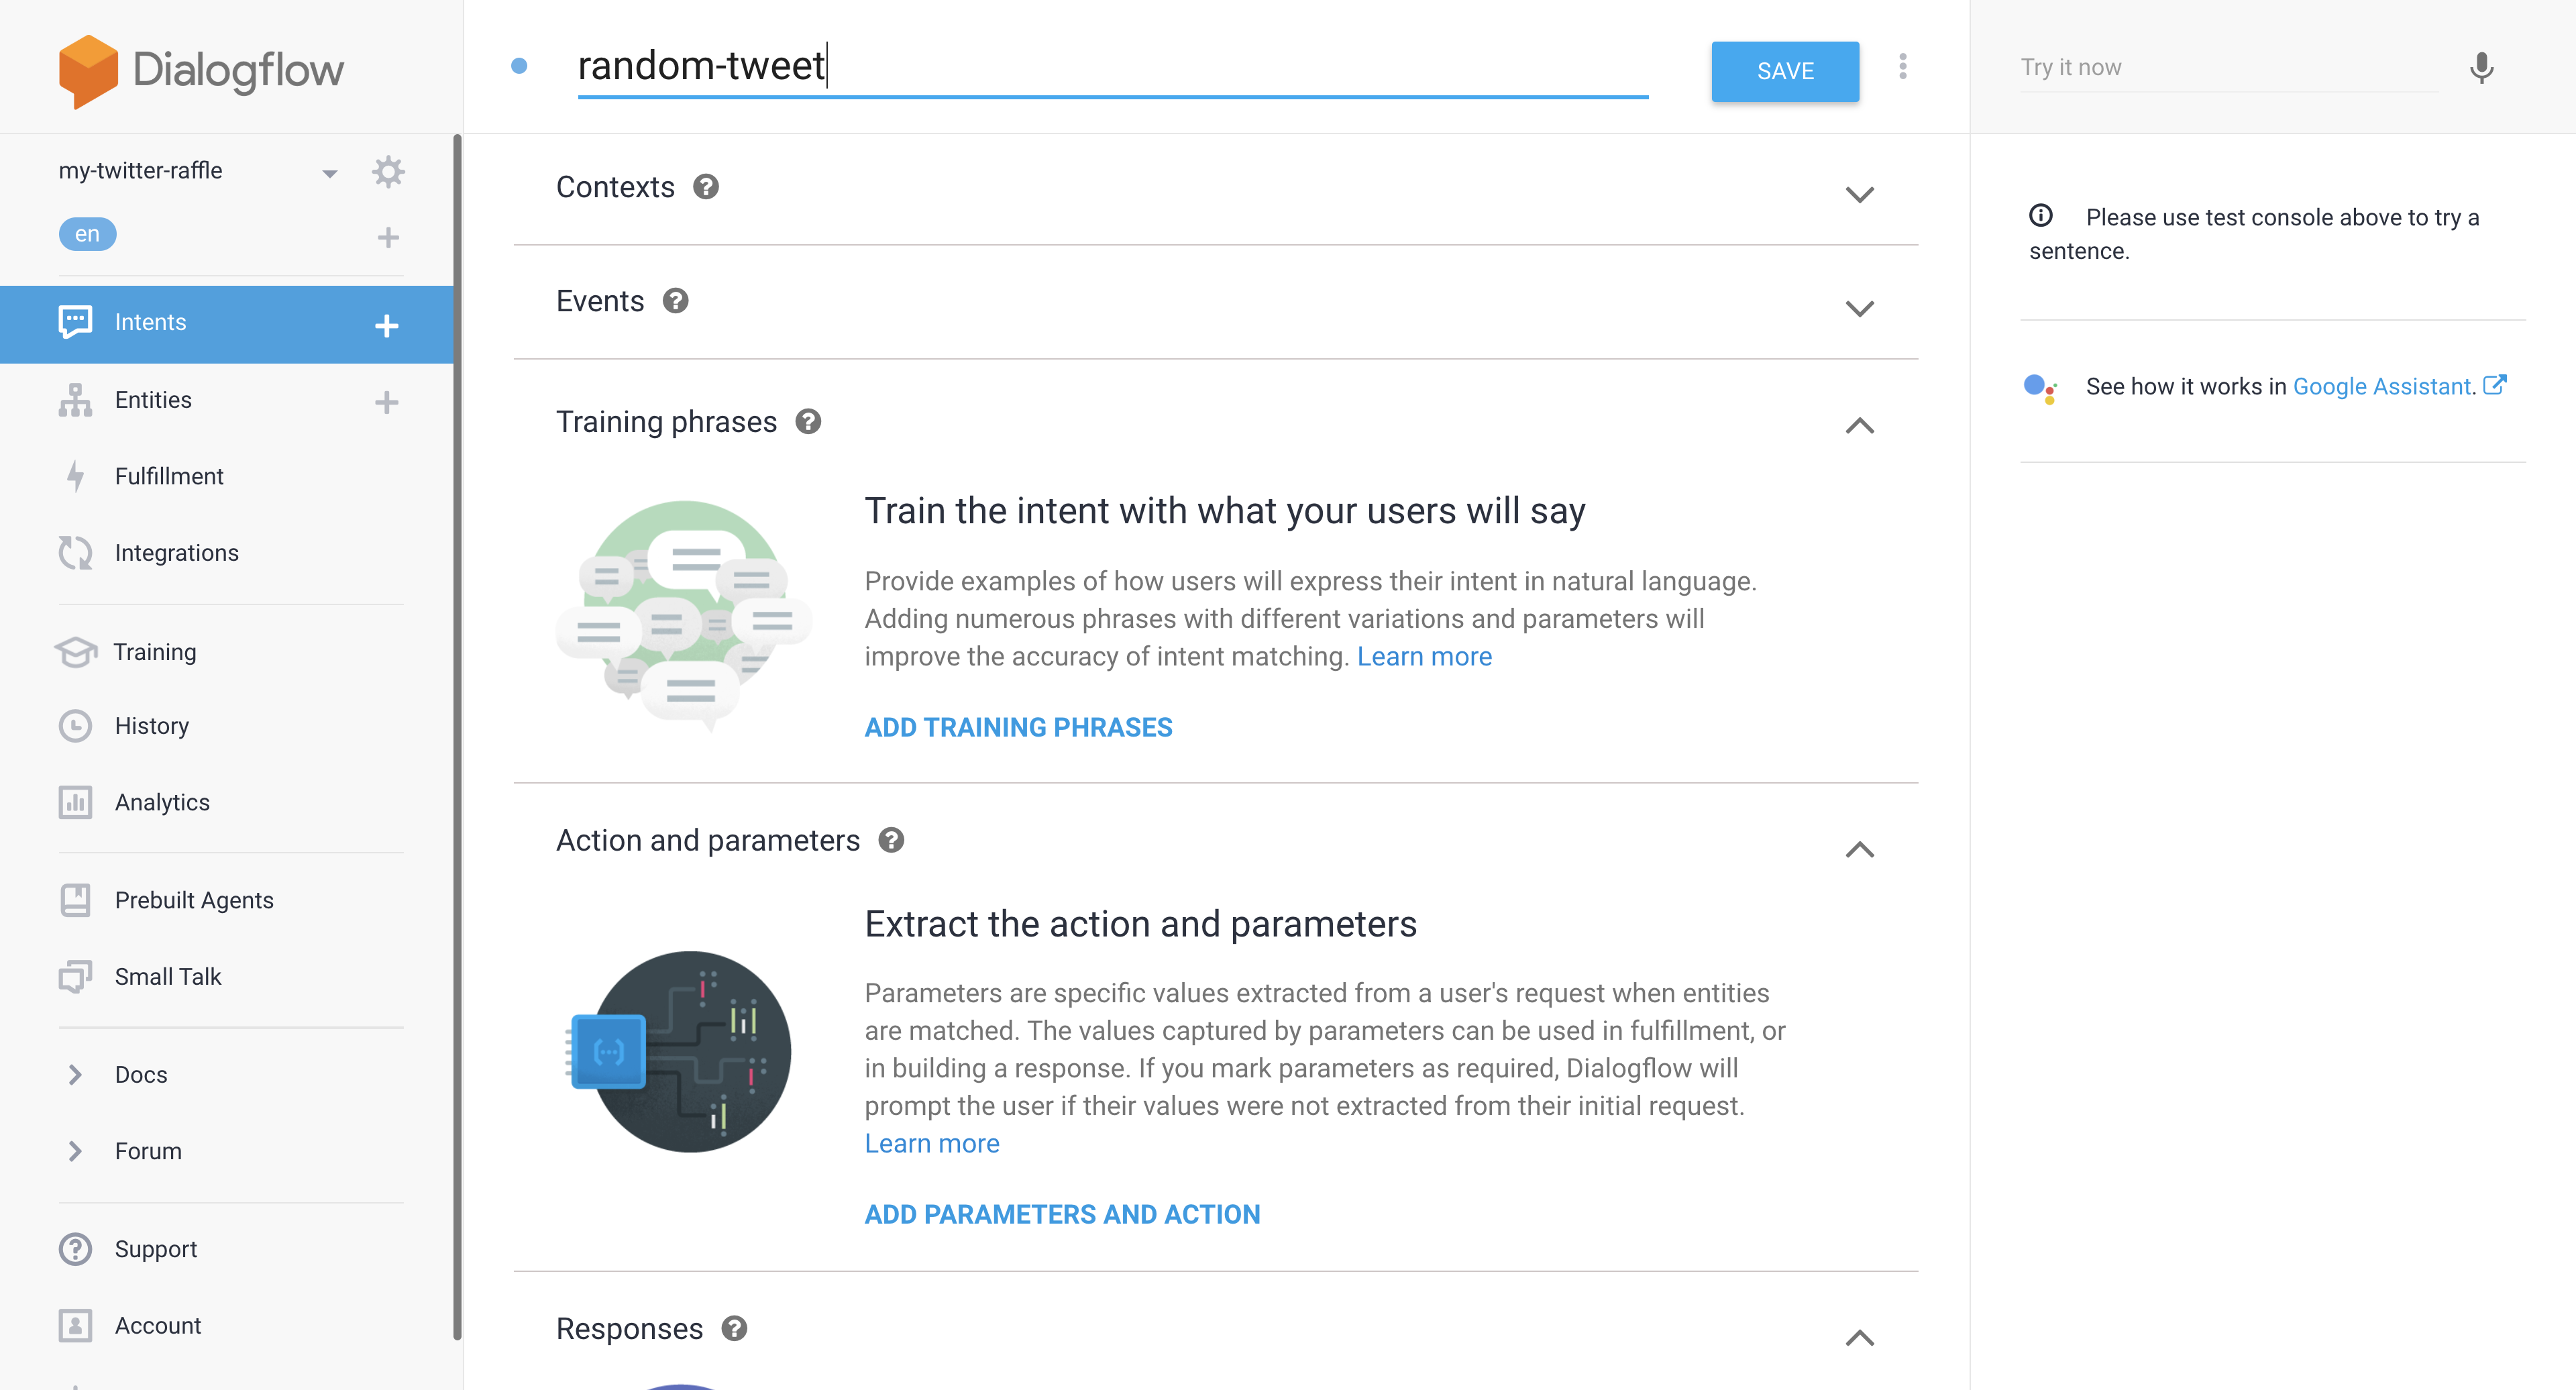 Dialogflow
my-twitter-raffle
en
Intents
Entities
Fulfillment
Integrations
Training
History
Analytics
Prebuilt Agents
Small Talk
Docs
Forum
Support
Account
random-tweet
SAVE
Contexts
Events
Training phrases
Train the intent with what your users will say
Provide examples of how users will express their intent in natural language.
Adding numerous phrases with different variations and parameters will
improve the accuracy of intent matching. Learn more
ADD TRAINING PHRASES
Action and parameters
Extract the action and parameters
Parameters are specific values extracted from a user's request when entities
are matched. The values captured by parameters can be used in fulfillment, or
in building a response. If you mark parameters as required, Dialogflow will
prompt the user if their values were not extracted from their initial request.
Learn more
ADD PARAMETERS AND ACTION
Responses
Try it now
Please use test console above to try a
sentence.
See how it works in Google Assistant.